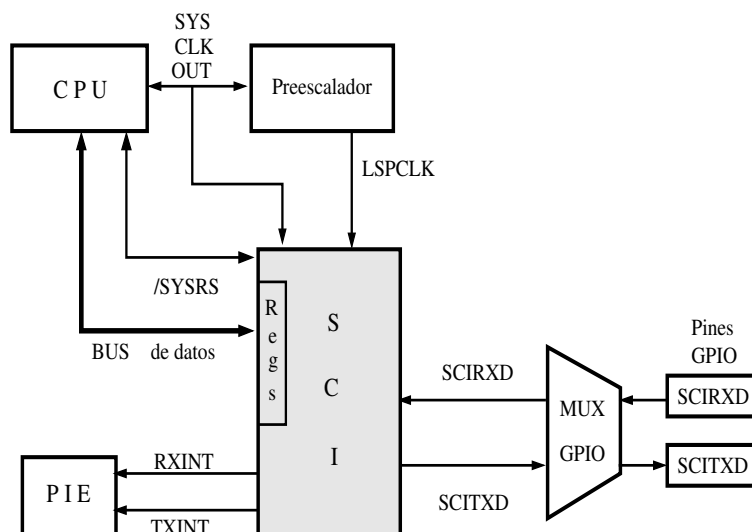 SYS
CLK
OUT
C P U
Preescalador
LSPCLK
/SYSRS
BUS de datos
Regs
S C I
Pines
GPIO
SCIRXD
MUX
GPIO
SCIRXD
SCITXD
SCITXD
RXINT
P I E
TXINT